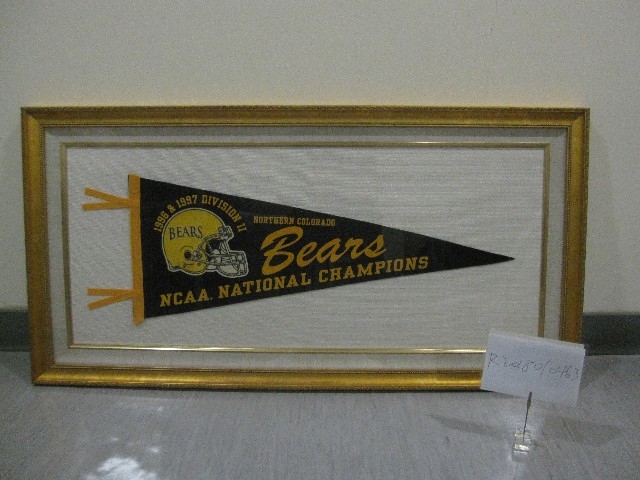 1996 & 1997 DIVISION II
NORTHERN COLORADO
BEARS
Bears
NCAA. NATIONAL CHAMPIONS